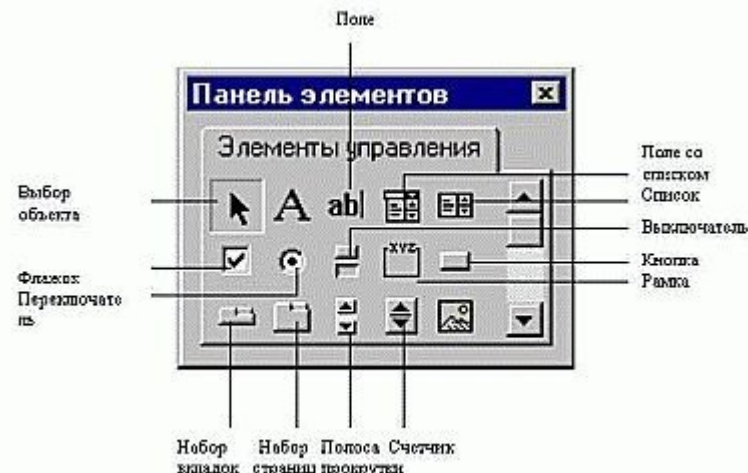 Поле
Панель элементов
Элементы управления
Поле со
списком
Список
Выбор
объекта
A
ab|
Выключатель
xyz
Кнопка
Рамка
Флажок
Переключате
ль
Набор
вкладок
Набор
страниц
Полоса
прокрутки
Счетчик